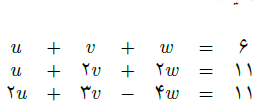 u + v + w = ۶
u + ۲v + ۲w = ۱۱
۲u + ۳v − ۴w = ۱۱